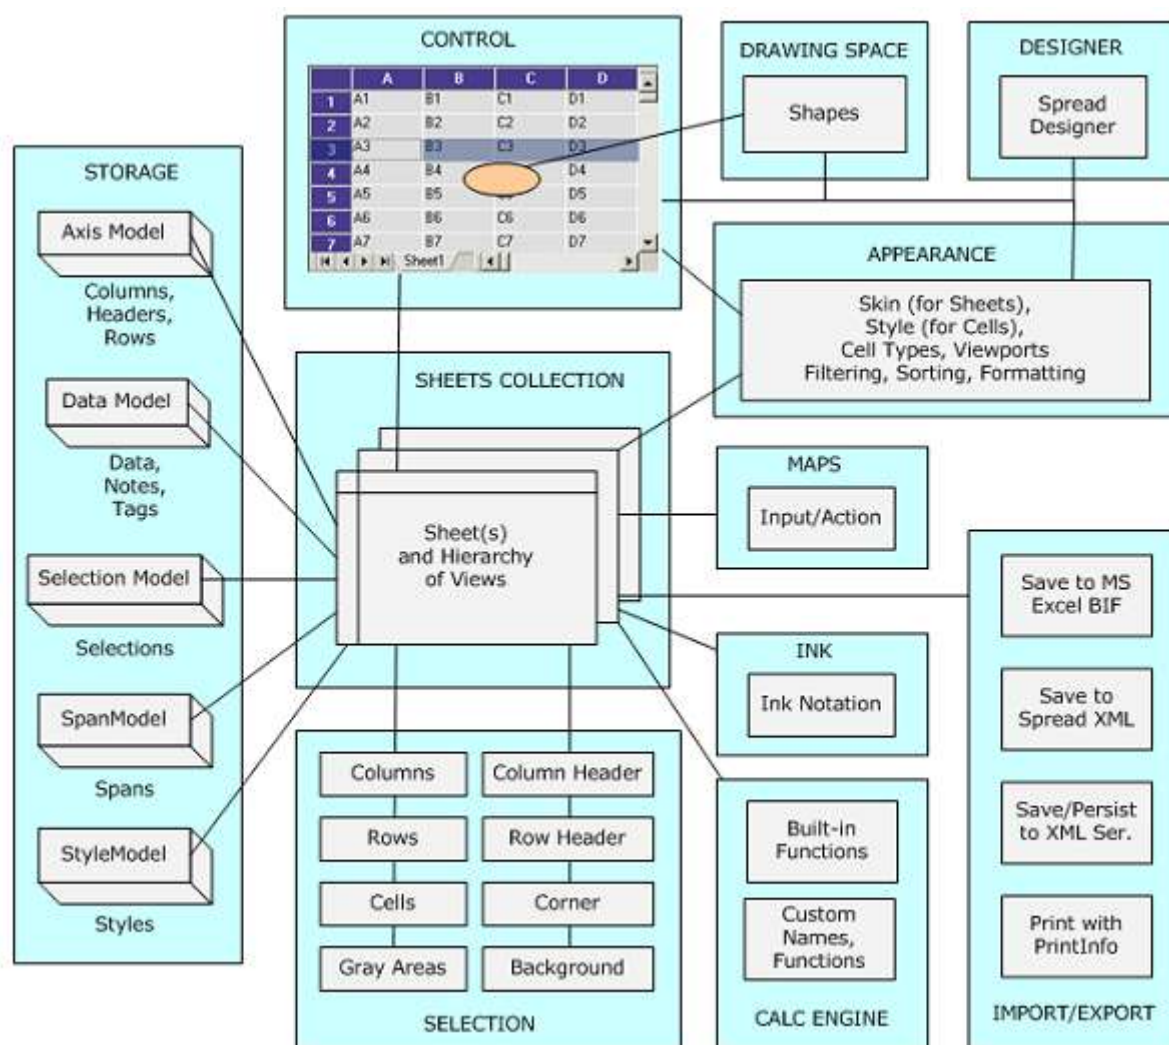 CONTROL
A B C D
1 A1 B1 C1 D1
2 A2 B2 C2 D2
3 A3 B3 C3 D3
4 A4 B4 D4
5 A5 B5 D5
6 A6 B6 C6 D6
7 A7 B7 C7 D7
Sheet1
DRAWING SPACE
Shapes
DESIGNER
Spread
Designer
STORAGE
Axis Model
Columns,
Headers,
Rows
Data Model
Data,
Notes,
Tags
Selection Model
Selections
SpanModel
Spans
StyleModel
Styles
APPEARANCE
Skin (for Sheets),
Style (for Cells),
Cell Types, Viewports
Filtering, Sorting, Formatting
SHEETS COLLECTION
Sheet(s)
and Hierarchy
of Views
MAPS
Input/Action
INK
Ink Notation
Columns
Rows
Cells
Gray Areas
Column Header
Row Header
Corner
Background
SELECTION
Built-in
Functions
Custom
Names,
Functions
CALC ENGINE
Save to MS
Excel BIF
Save to
Spread XML
Save/Persist
to XML Ser.
Print with
PrintInfo
IMPORT/EXPORT